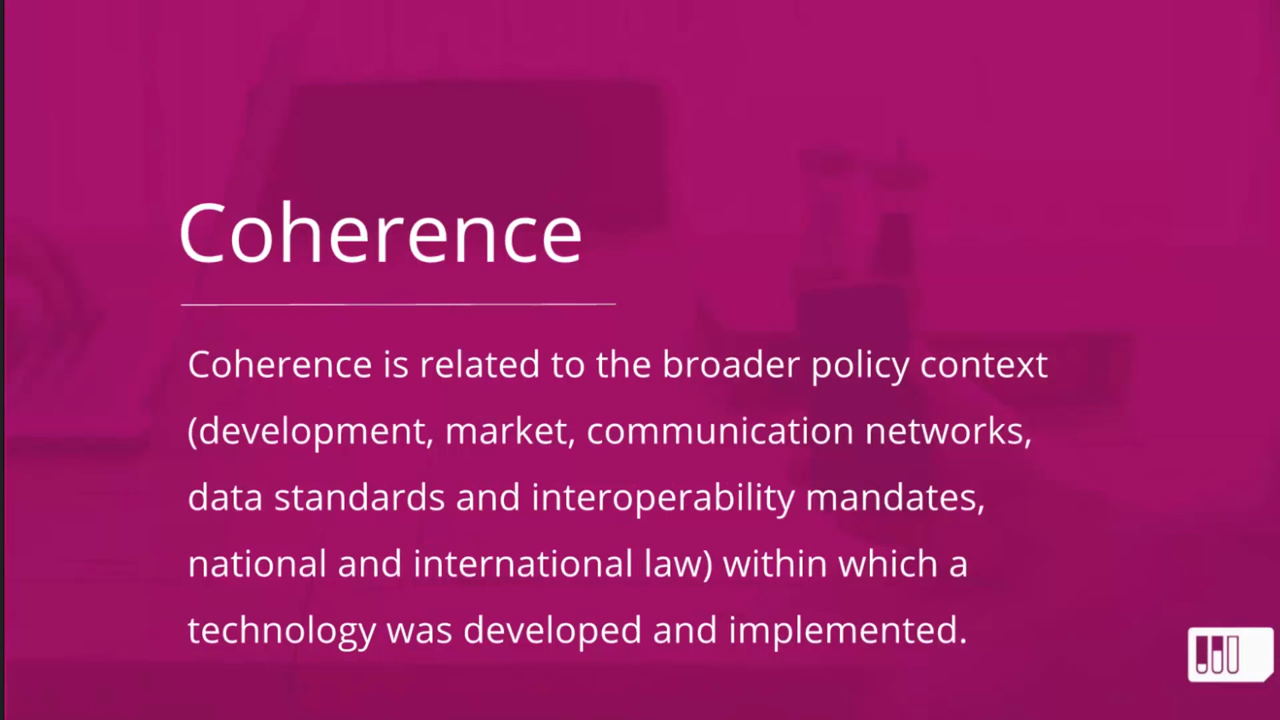 Coherence
Coherence is related to the broader policy context
(development, market, communication networks,
data standards and interoperability mandates,
national and international law) within which a
technology was developed and implemented.